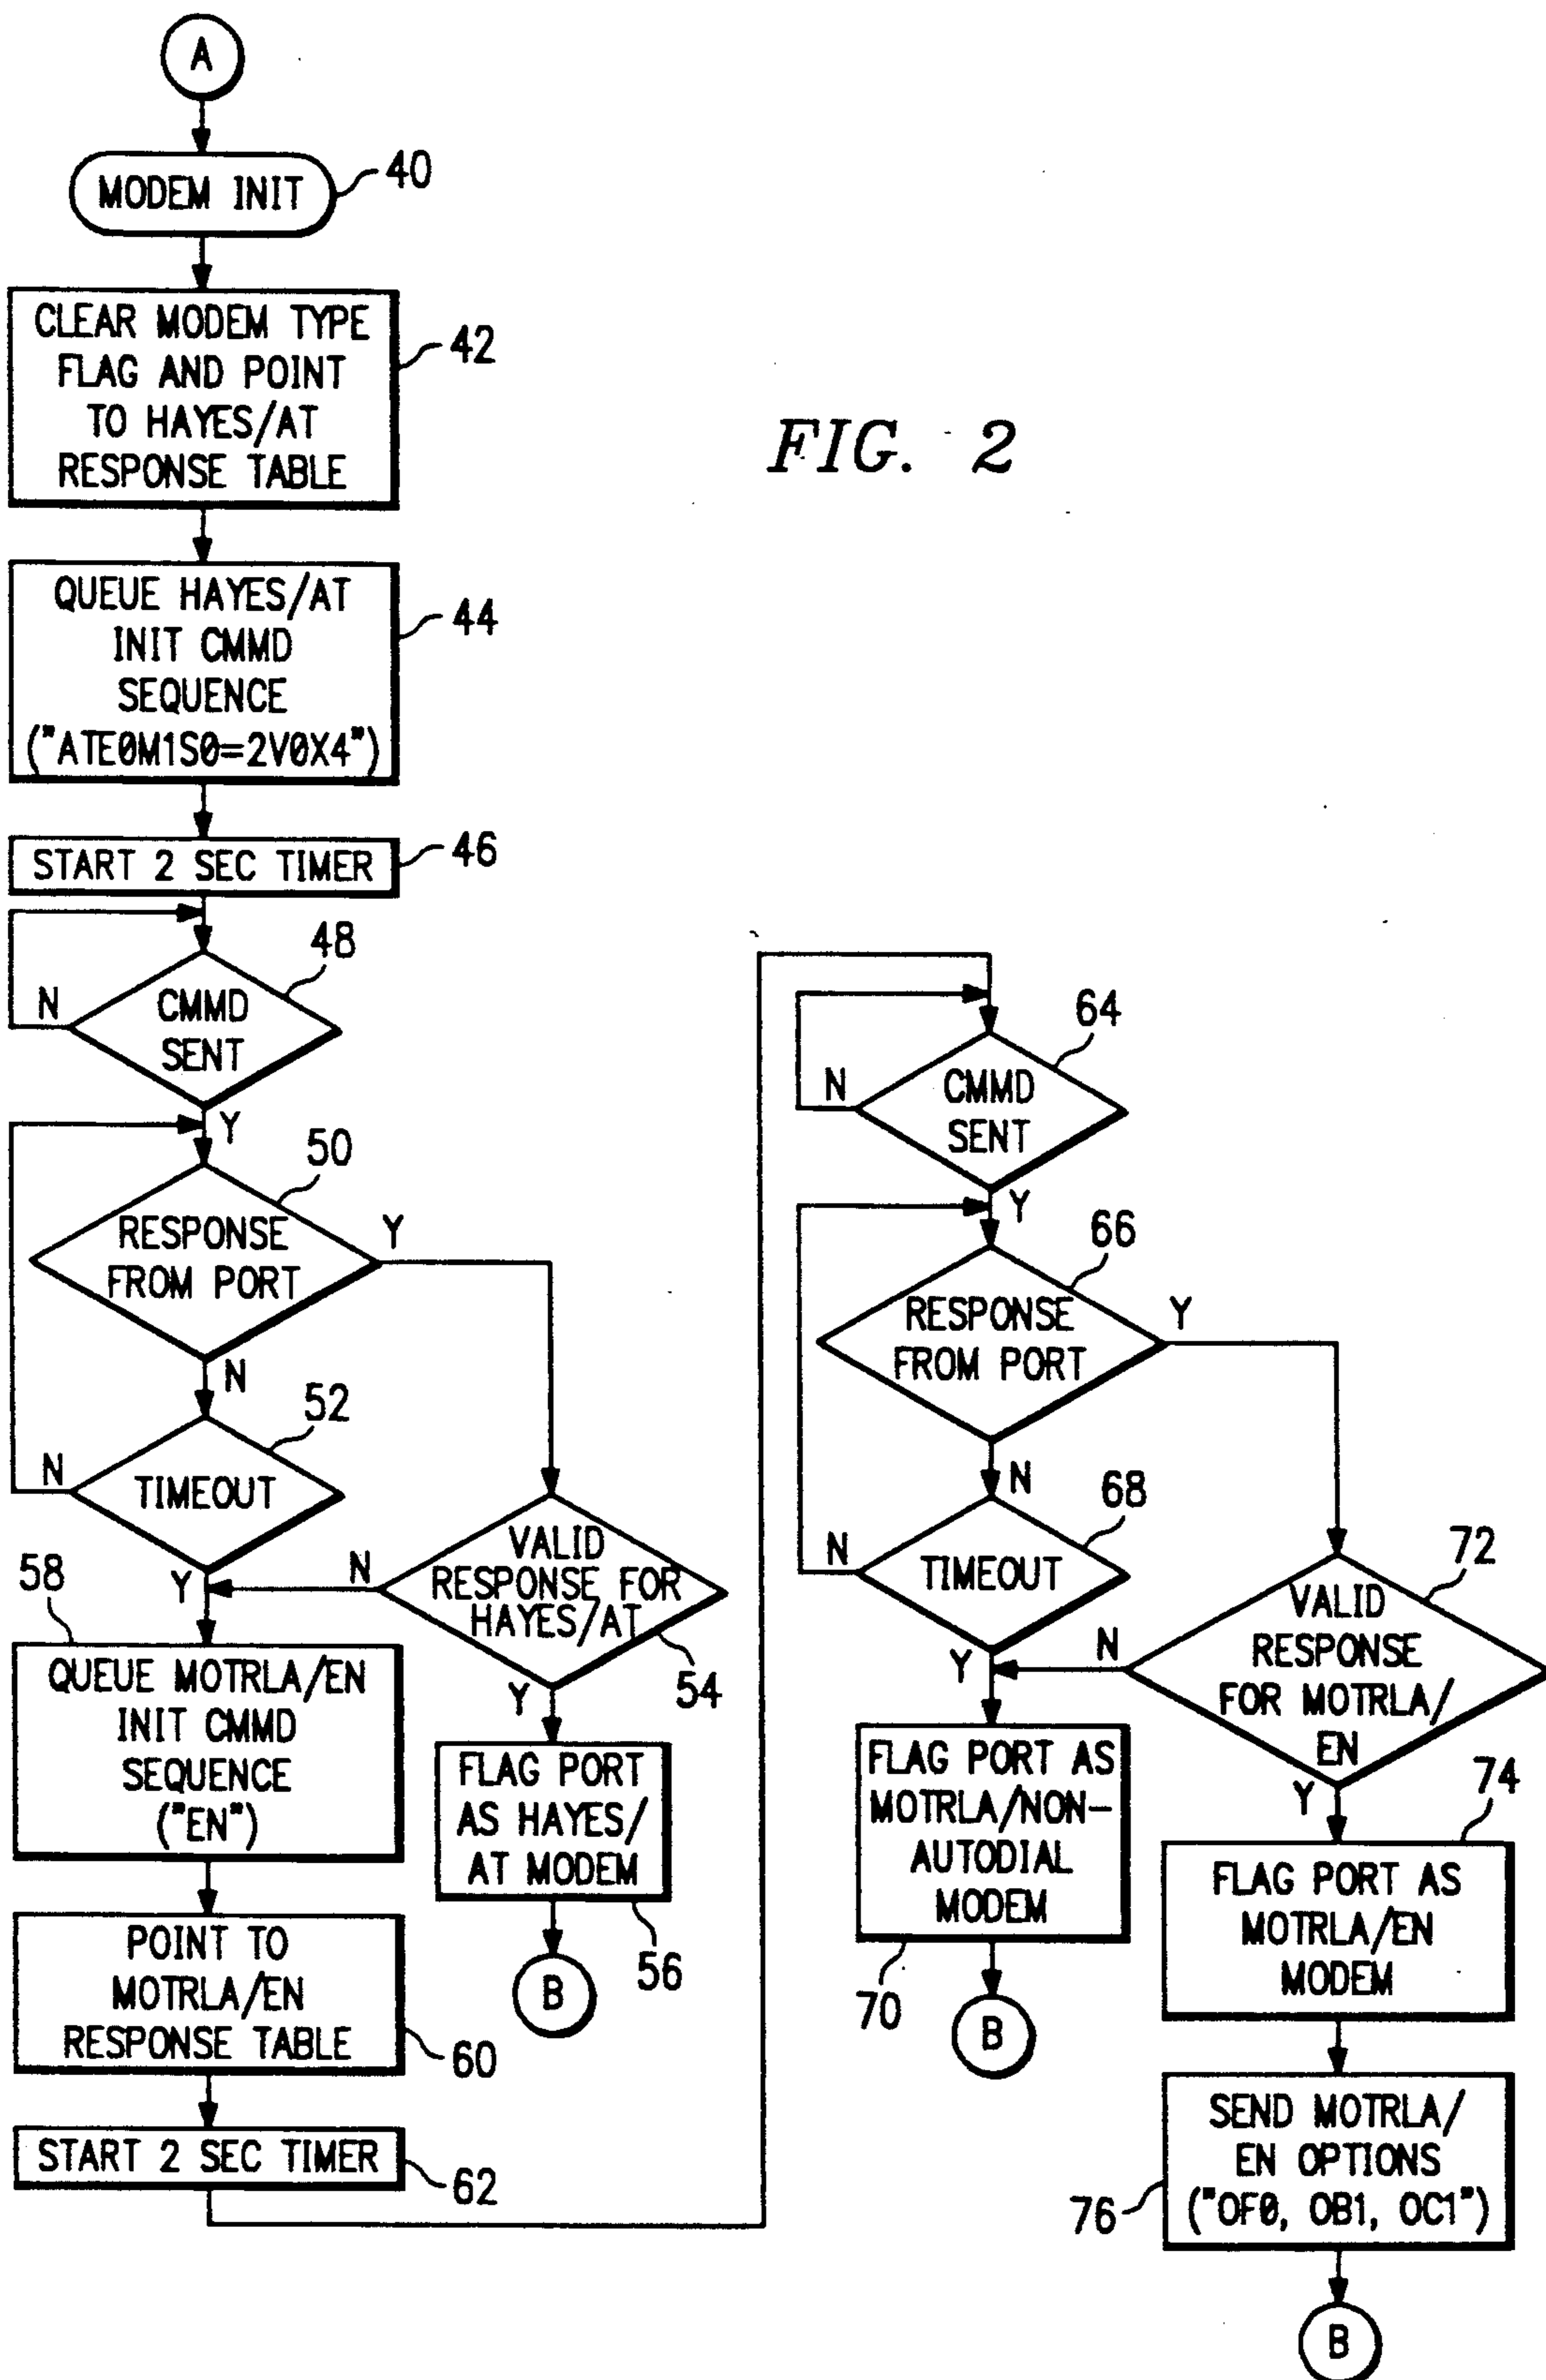 A
MODEM INIT
40
CLEAR MODEM TYPE
FLAG AND POINT
TO HAYES/AT
RESPONSE TABLE
42
FIG. 2
QUEUE HAYES/AT
INIT CMMD
SEQUENCE
("ATE0M1S0=2V0X4")
44
START 2 SEC TIMER
46
CMMD
SENT
48
N
Y
RESPONSE
FROM PORT
50
Y
N
TIMEOUT
52
N
Y
VALID
RESPONSE FOR
HAYES/AT
54
N
Y
FLAG PORT
AS HAYES/
AT MODEM
56
B
58
QUEUE MOTRLA/EN
INIT CMMD
SEQUENCE
("EN")
POINT TO
MOTRLA/EN
RESPONSE TABLE
60
START 2 SEC TIMER
62
CMMD
SENT
64
N
Y
RESPONSE
FROM PORT
66
Y
N
TIMEOUT
68
N
Y
VALID
RESPONSE
FOR MOTRLA/
EN
72
N
Y
FLAG PORT AS
MOTRLA/NON-
AUTODIAL
MODEM
70
B
FLAG PORT AS
MOTRLA/EN
MODEM
74
SEND MOTRLA/
EN OPTIONS
("OF0, OB1, OC1")
76
B